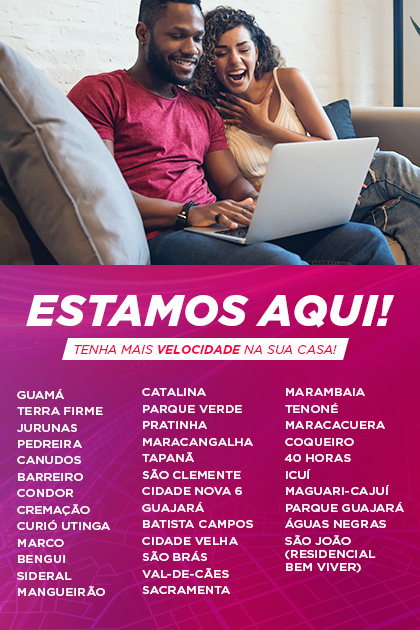 ESTAMOS AQUI!
TENHA MAIS VELOCIDADE NA SUA CASA!
GUAMÁ
TERRA FIRME
JURUNAS
PEDREIRA
CANUDOS
BARREIRO
CONDOR
CREMAÇÃO
CURIÓ UTINGA
MARCO
BENGUI
SIDERAL
MANGUEIRÃO
CATALINA
PARQUE VERDE
PRATINHA
MARACANGALHA
TAPANÃ
SÃO CLEMENTE
CIDADE NOVA 6
GUAJARÁ
BATISTA CAMPOS
CIDADE VELHA
SÃO BRÁS
VAL-DE-CÃES
SACRAMENTA
MARAMBAIA
TENONÉ
MARACACUERA
COQUEIRO
40 HORAS
ICUÍ
MAGUARI-CAJUÍ
PARQUE GUAJARÁ
ÁGUAS NEGRAS
SÃO JOÃO
(RESIDENCIAL
BEM VIVER)